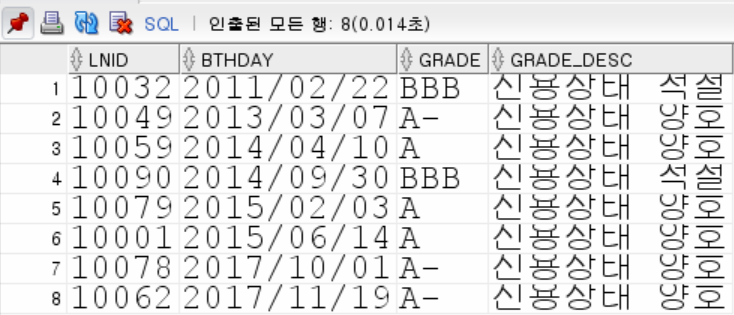 SQL | 인출된 모든 행: 8(0.014초)
LNID BTHDAY GRADE GRADE_DESC
1 10032 2011/02/22 BBB 신용상태 적절
2 10049 2013/03/07 A- 신용상태 양호
3 10059 2014/04/10 A 신용상태 양호
4 10090 2014/09/30 BBB 신용상태 적절
5 10079 2015/02/03 A 신용상태 양호
6 10001 2015/06/14 A 신용상태 양호
7 10078 2017/10/01 A- 신용상태 양호
8 10062 2017/11/19 A- 신용상태 양호